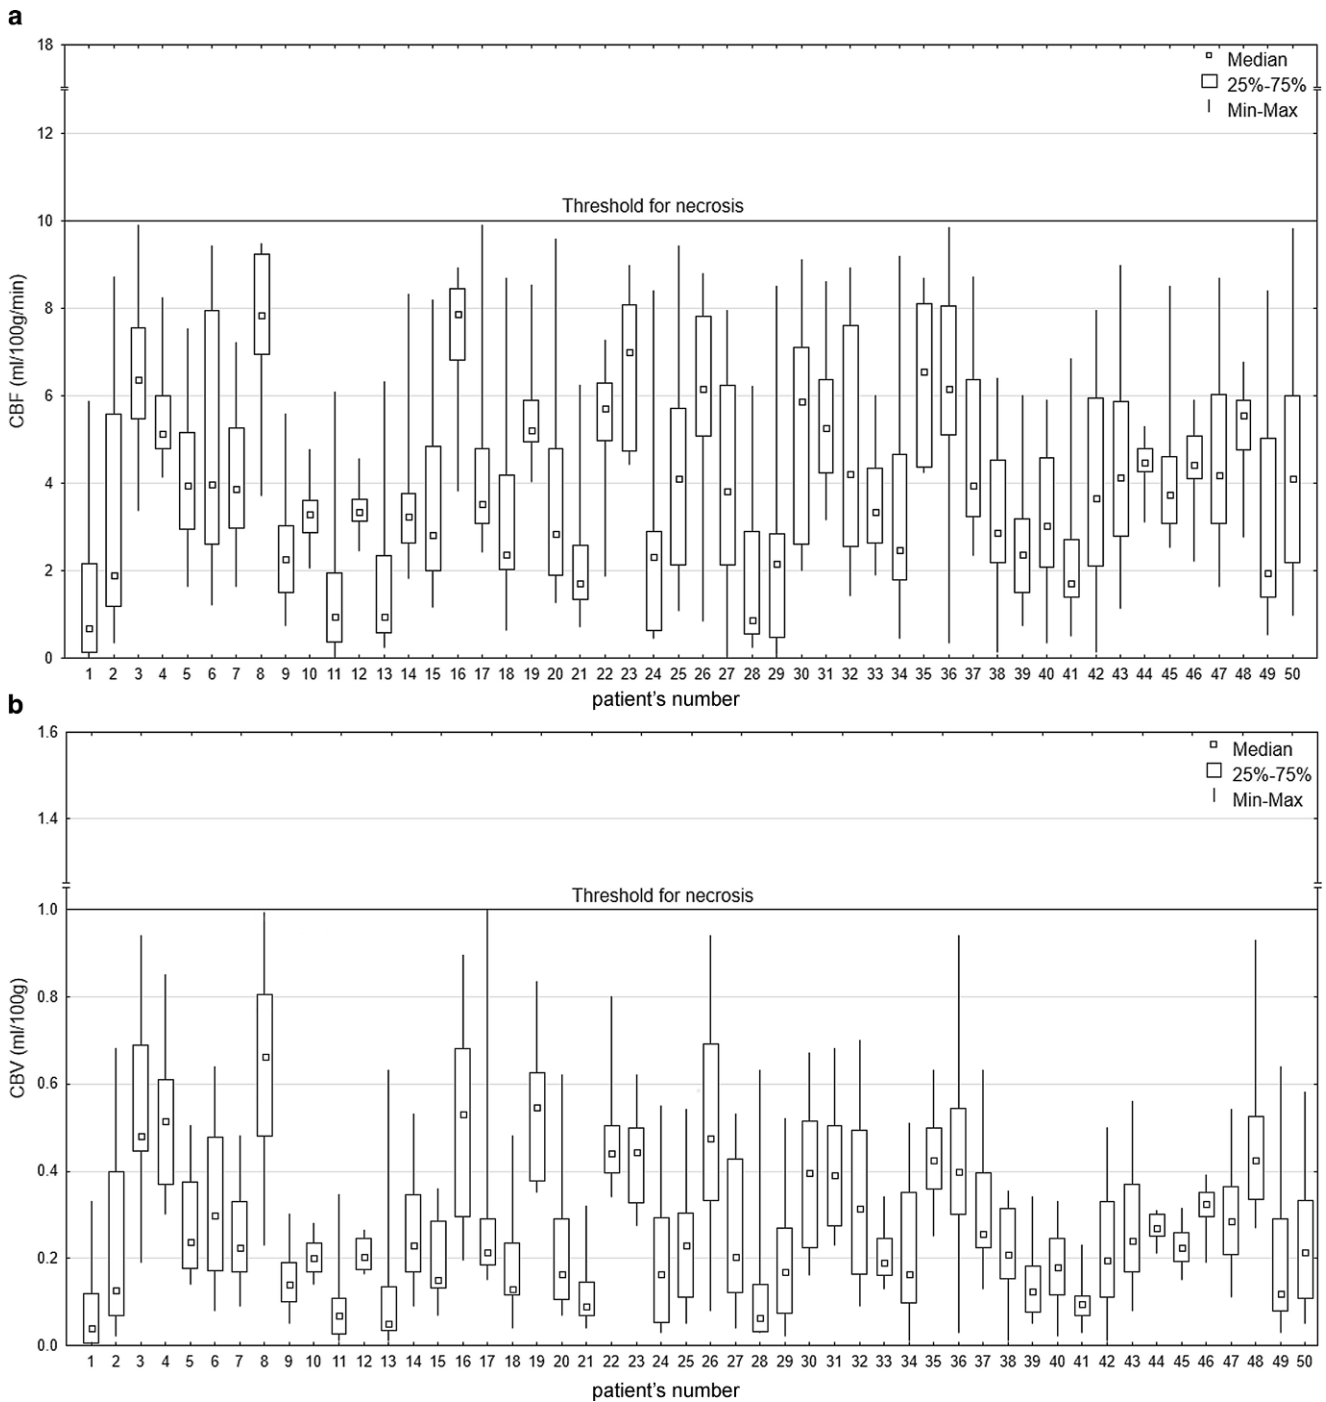 a
18
Median
25%-75%
12
Min-Max
Threshold for necrosis
10
8
CBF (ml/100g/min)
6
4
2
0
1 2 3 4 5 6 7 8 9 10 11 12 13 14 15 16 17 18 19 20 21 22 23 24 25 26 27 28 29 30 31 32 33 34 35 36 37 38 39 40 41 42 43 44 45 46 47 48 49 50
patient's number
b
1.6
Median
25%-75%
Min-Max
1.4
Threshold for necrosis
1.0
0.8
CBV (ml/100g)
0.6
0.4
0.2
0.0
1 2 3 4 5 6 7 8 9 10 11 12 13 14 15 16 17 18 19 20 21 22 23 24 25 26 27 28 29 30 31 32 33 34 35 36 37 38 39 40 41 42 43 44 45 46 47 48 49 50
patient's number